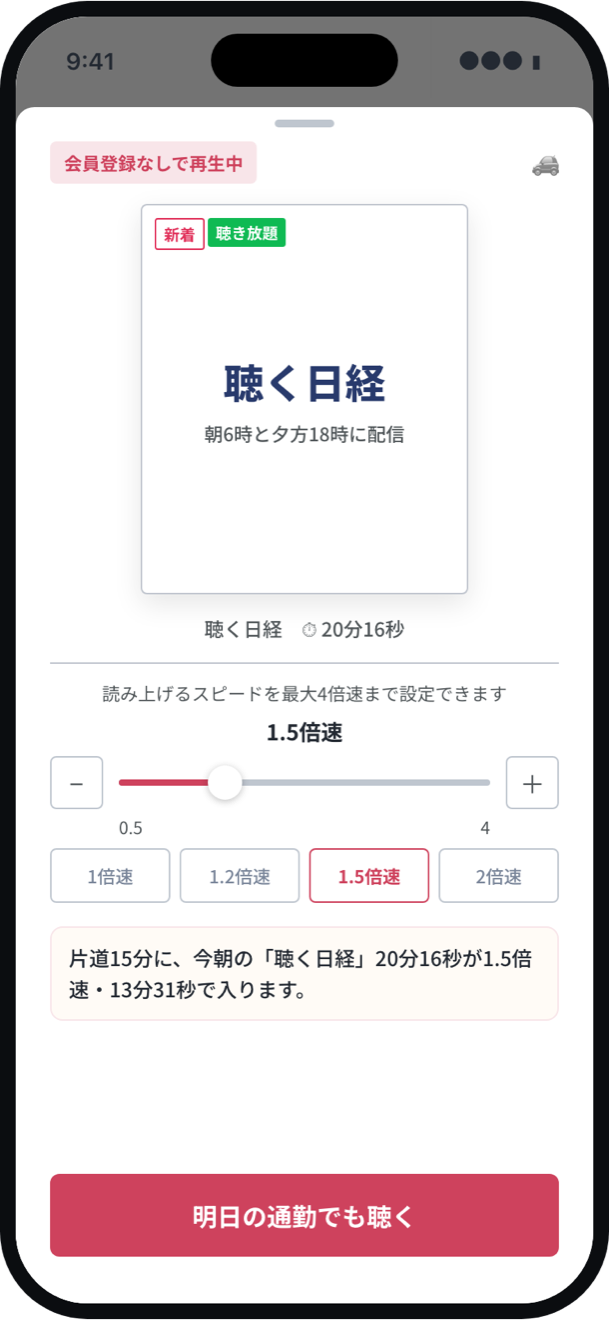 9:41
会員登録なしで再生中
新着
聴き放題
聴く日経
朝6時と夕方18時に配信
聴く日経 ⏱ 20分16秒
読み上げるスピードを最大4倍速まで設定できます
1.5倍速
− ＋
0.5 4
1倍速 1.2倍速 1.5倍速 2倍速
片道15分に、今朝の「聴く日経」20分16秒が1.5倍
速・13分31秒で入ります。
明日の通勤でも聴く